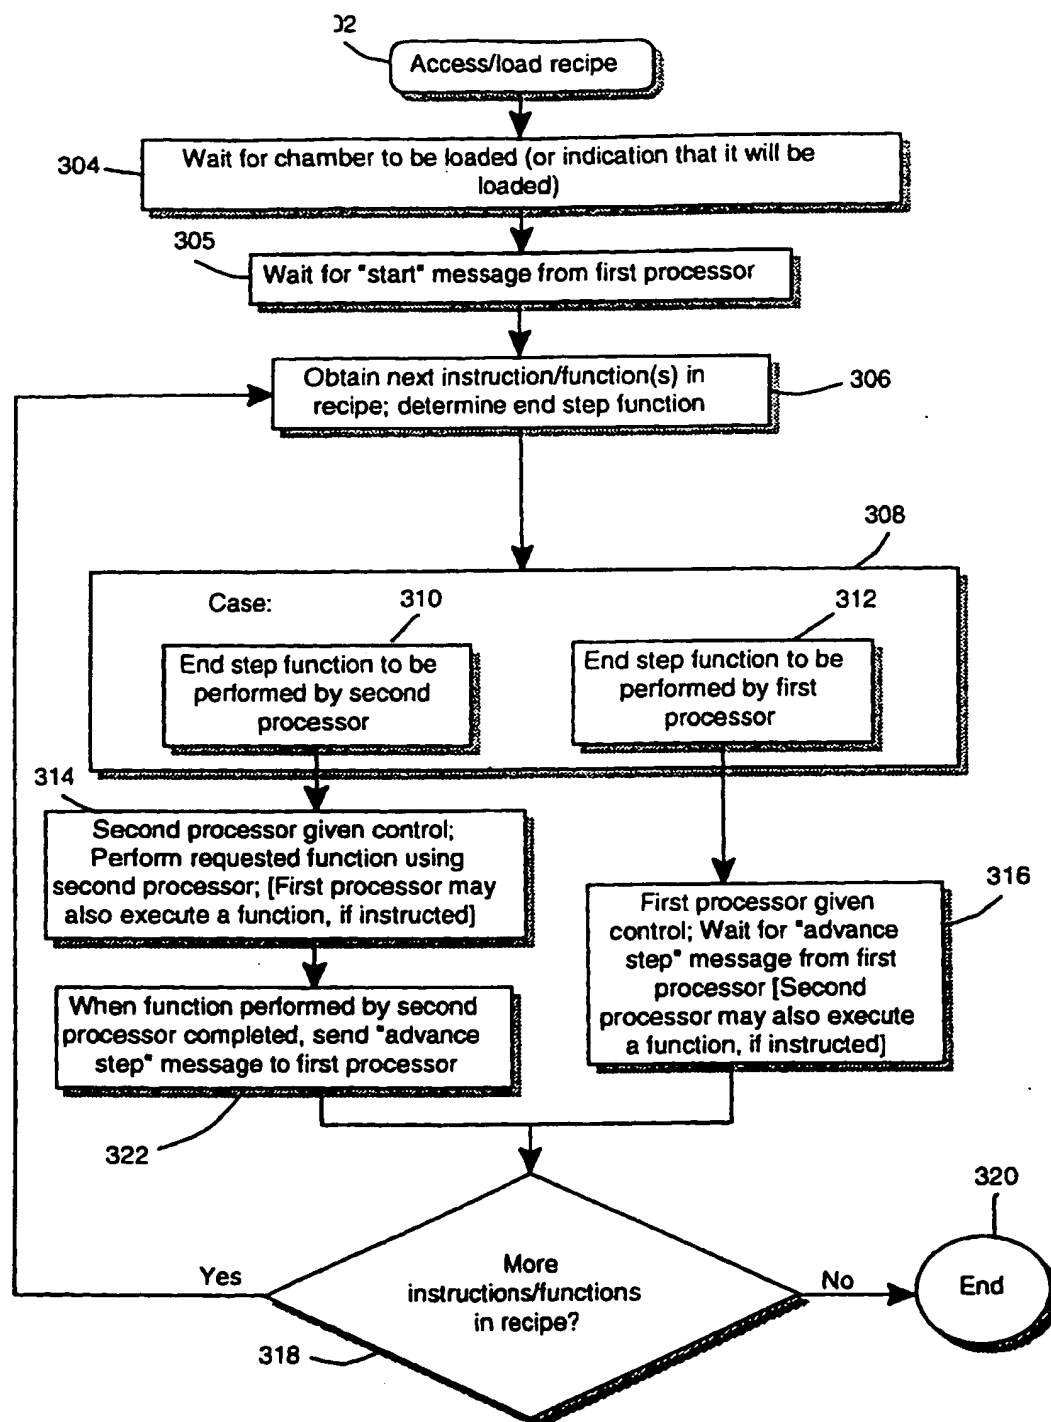 02
Access/load recipe
304
Wait for chamber to be loaded (or indication that it will be
loaded)
305
Wait for "start" message from first processor
Obtain next instruction/function(s) in
recipe; determine end step function
306
308
Case:
310
312
End step function to be
performed by second
processor
End step function to be
performed by first
processor
314
Second processor given control;
Perform requested function using
second processor; [First processor may
also execute a function, if instructed]
316
First processor given
control; Wait for "advance
step" message from first
processor [Second
processor may also execute
a function, if instructed]
When function performed by second
processor completed, send "advance
step" message to first processor
322
320
Yes
More
instructions/functions
in recipe?
No
End
318